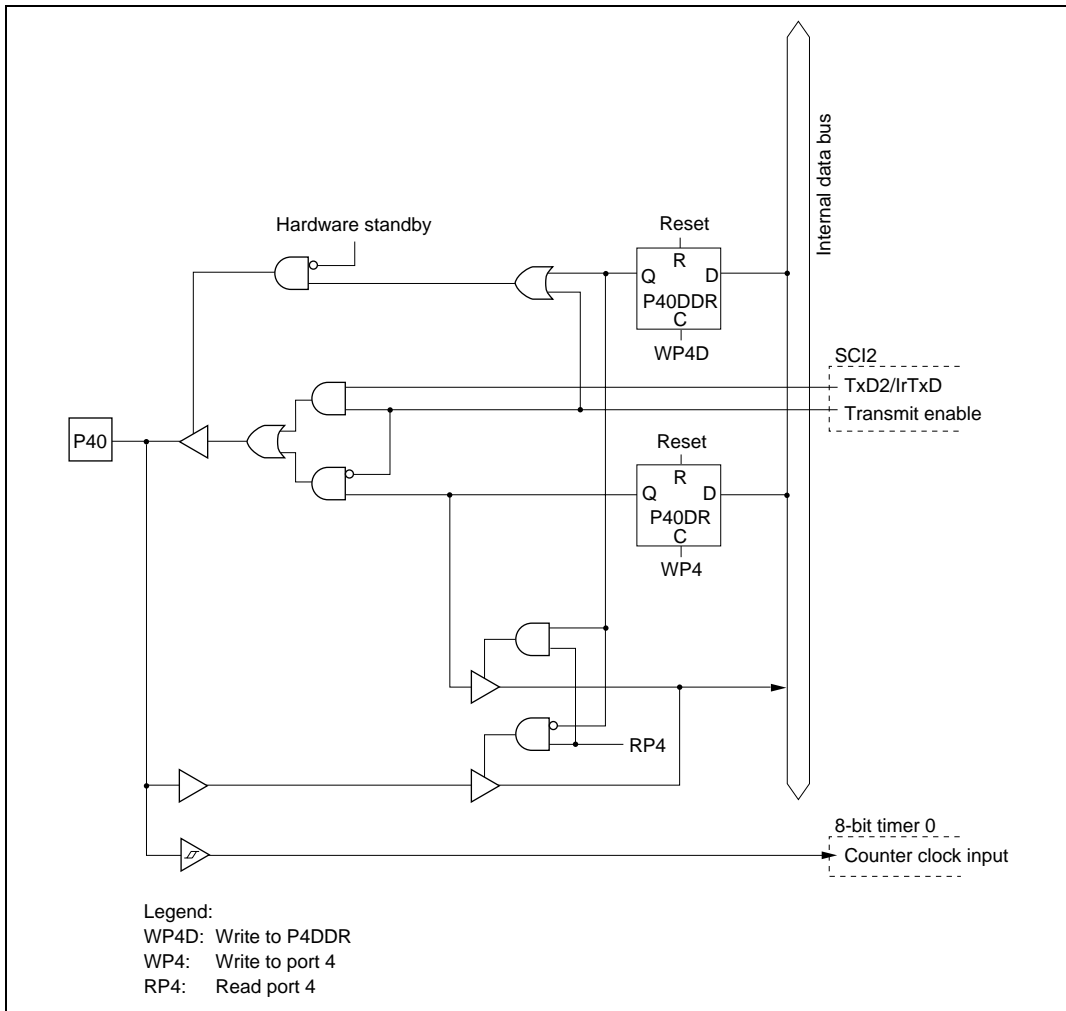 Internal data bus
Hardware standby
Reset
R
Q
D
P40DDR
C
WP4D
SCI2
TxD2/IrTxD
Transmit enable
P40
Reset
R
Q
D
P40DR
C
WP4
RP4
8-bit timer 0
Counter clock input
Legend:
WP4D: Write to P4DDR
WP4: Write to port 4
RP4: Read port 4